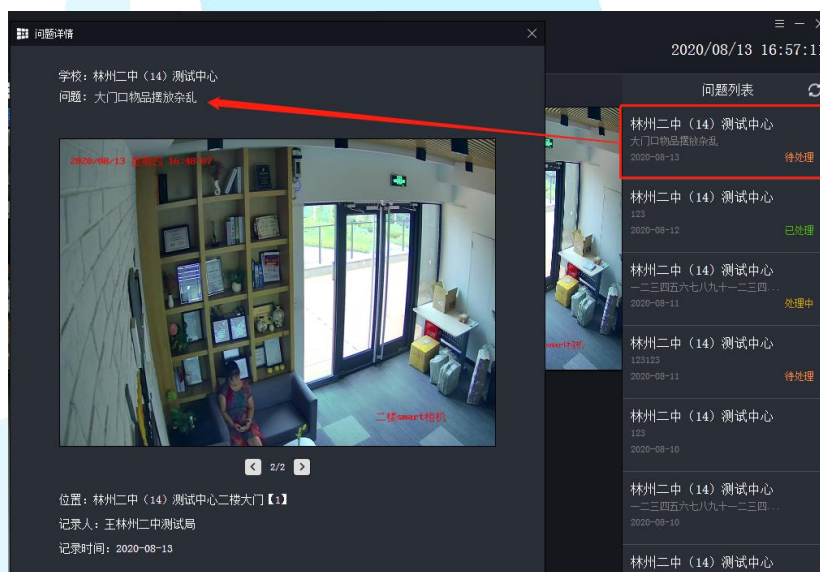 问题详情
学校: 林州二中（14）测试中心
问题: 大门口物品摆放杂乱
2020/08/13 星期四 16:48:07
二楼smart相机
2/2
位置: 林州二中（14）测试中心二楼大门【1】
记录人: 王林州二中测试局
记录时间: 2020-08-13
2020/08/13 16:57:11
问题列表
林州二中（14）测试中心
大门口物品摆放杂乱
2020-08-13 待处理
林州二中（14）测试中心
123
2020-08-12 已处理
林州二中（14）测试中心
一二三四五六七八九十一二三四...
2020-08-11 处理中
林州二中（14）测试中心
123123
2020-08-11 待处理
林州二中（14）测试中心
123
2020-08-10
林州二中（14）测试中心
一二三四五六七八九十一二三四...
2020-08-10
林州二中（14）测试中心